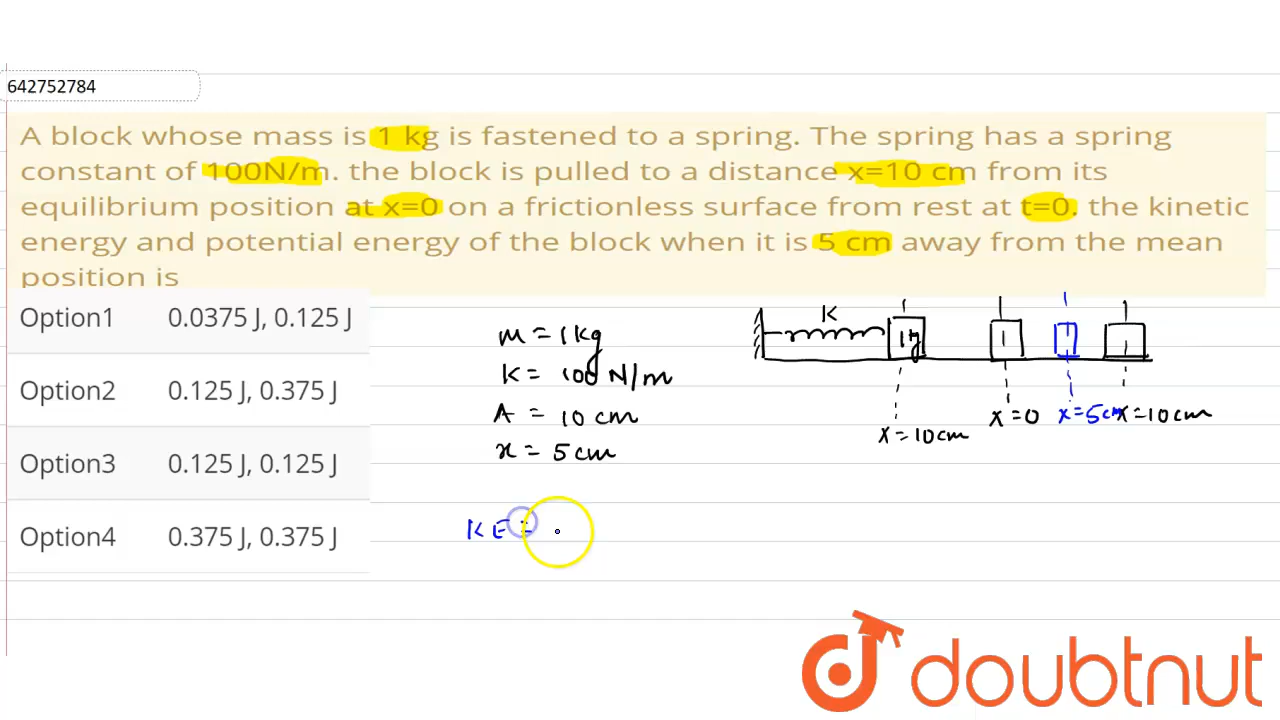 642752784
A block whose mass is 1 kg is fastened to a spring. The spring has a spring
constant of 100N/m. the block is pulled to a distance x=10 cm from its
equilibrium position at x=0 on a frictionless surface from rest at t=0. the kinetic
energy and potential energy of the block when it is 5 cm away from the mean
position is
Option1 0.0375 J, 0.125 J
Option2 0.125 J, 0.375 J
Option3 0.125 J, 0.125 J
Option4 0.375 J, 0.375 J
m = 1kg
K = 100 N/m
A = 10 cm
x = 5 cm
KE =
K
1kg
x=10cm
x=0
x=5cm
x=10cm
doubtnut